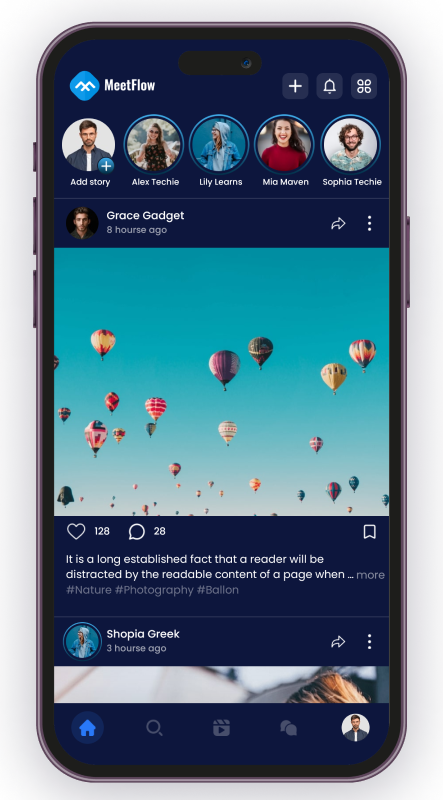 MeetFlow
Add story
Alex Techie
Lily Learns
Mia Maven
Sophia Techie
Grace Gadget
8 hourse ago
128
28
It is a long established fact that a reader will be
distracted by the readable content of a page when ... more
#Nature #Photography #Ballon
Shopia Greek
3 hourse ago